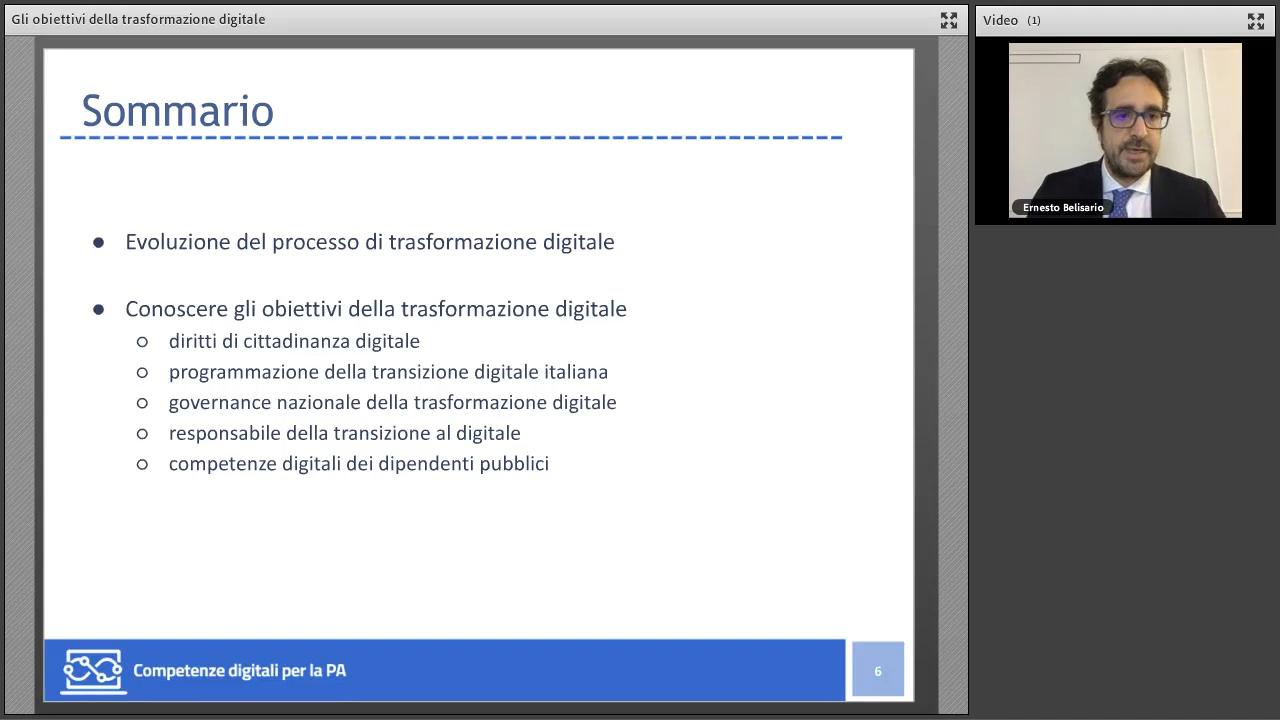 Gli obiettivi della trasformazione digitale
Video (1)
Sommario
Ernesto Belisario
● Evoluzione del processo di trasformazione digitale
● Conoscere gli obiettivi della trasformazione digitale
○ diritti di cittadinanza digitale
○ programmazione della transizione digitale italiana
○ governance nazionale della trasformazione digitale
○ responsabile della transizione al digitale
○ competenze digitali dei dipendenti pubblici
Competenze digitali per la PA
6